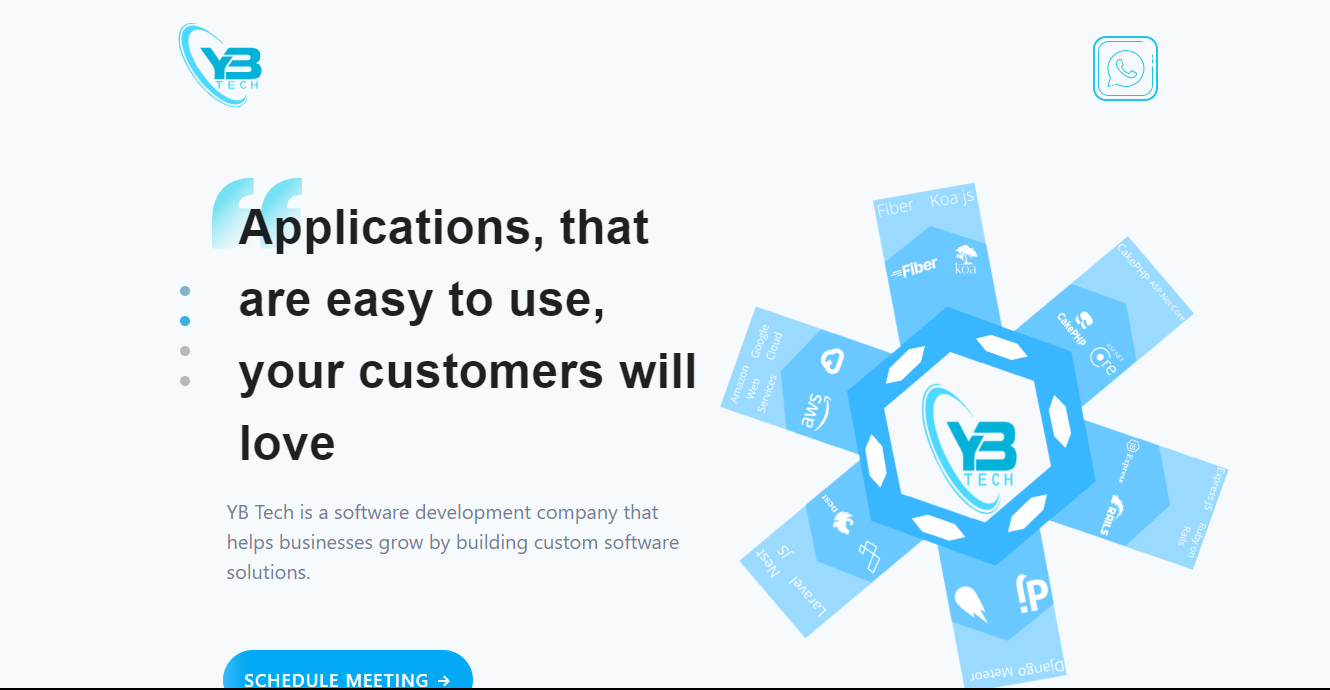 YB
TECH
Applications, that
are easy to use,
your customers will
love
YB Tech is a software development company that
helps businesses grow by building custom software
solutions.
SCHEDULE MEETING →
Fiber Koa js
Fiber koa
CakePHP ASP.Net Core
CakePHP ASP.NET Core
Express JS Ruby on Rails
Express RAILS
dj
Django Meteor
Nest JS Laravel
nest
Amazon Web Services Google Cloud
aws
YB
TECH